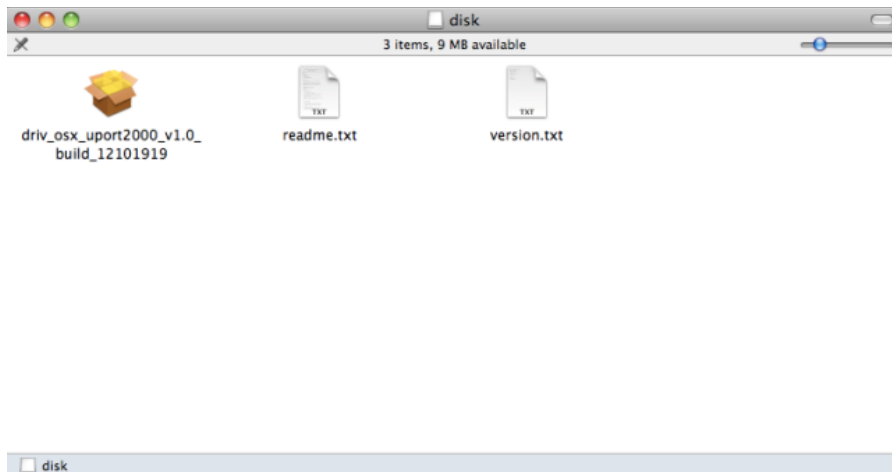 disk
3 items, 9 MB available
TXT
TXT
driv_osx_uport2000_v1.0_
build_12101919
readme.txt
version.txt
disk